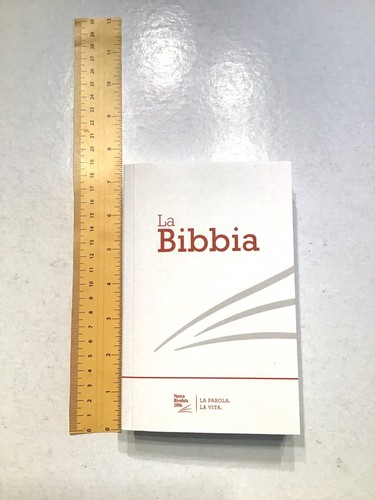 La
Bibbia
Nuova
Riveduta
2006
LA PAROLA.
LA VITA.